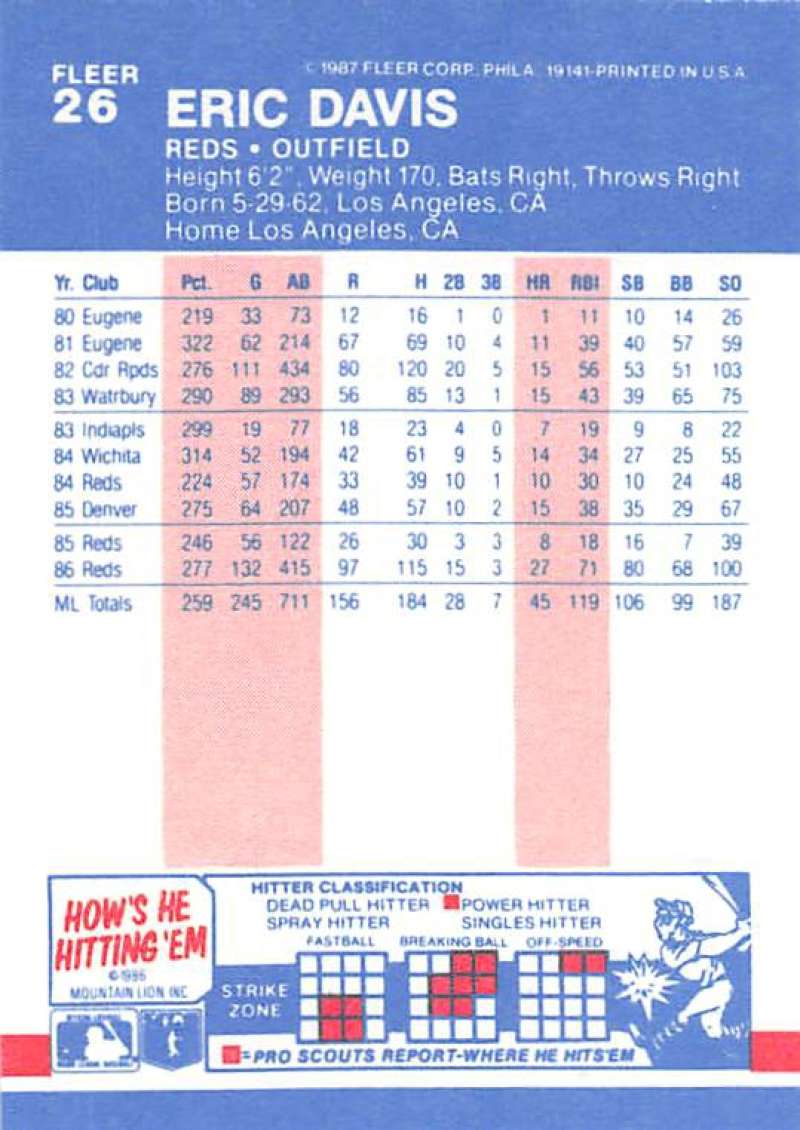 FLEER
© 1987 FLEER CORP. PHILA. 19141-PRINTED IN U S A
26 ERIC DAVIS
REDS • OUTFIELD
Height 6'2", Weight 170, Bats Right, Throws Right
Born 5-29-62, Los Angeles, CA
Home Los Angeles, CA
Yr. Club Pct. G AB R H 2B 3B HR RBI SB BB SO
80 Eugene 219 33 73 12 16 1 0 1 11 10 14 26
81 Eugene 322 62 214 67 69 10 4 11 39 40 57 59
82 Cdr Rpds 276 111 434 80 120 20 5 15 56 53 51 103
83 Watrbury 290 89 293 56 85 13 1 15 43 39 65 75
83 Indiapls 299 19 77 18 23 4 0 7 19 9 8 22
84 Wichita 314 52 194 42 61 9 5 14 34 27 25 55
84 Reds 224 57 174 33 39 10 1 10 30 10 24 48
85 Denver 275 64 207 48 57 10 2 15 38 35 29 67
85 Reds 246 56 122 26 30 3 3 8 18 16 7 39
86 Reds 277 132 415 97 115 15 3 27 71 80 68 100
ML Totals 259 245 711 156 184 28 7 45 119 106 99 187
HOW'S HE
HITTING 'EM
©1986
MOUNTAIN LION INC
HITTER CLASSIFICATION
DEAD PULL HITTER POWER HITTER
SPRAY HITTER SINGLES HITTER
FASTBALL BREAKING BALL OFF-SPEED
STRIKE
ZONE
=PRO SCOUTS REPORT-WHERE HE HITS'EM